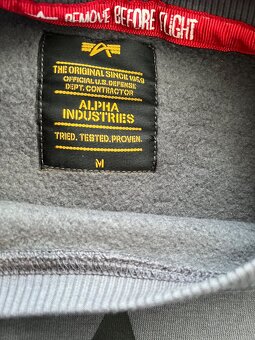 REMOVE BEFORE FLIGHT
THE ORIGINAL SINCE 1959
OFFICIAL U.S. DEFENSE
DEPT. CONTRACTOR
ALPHA
INDUSTRIES
TRIED. TESTED. PROVEN.
M